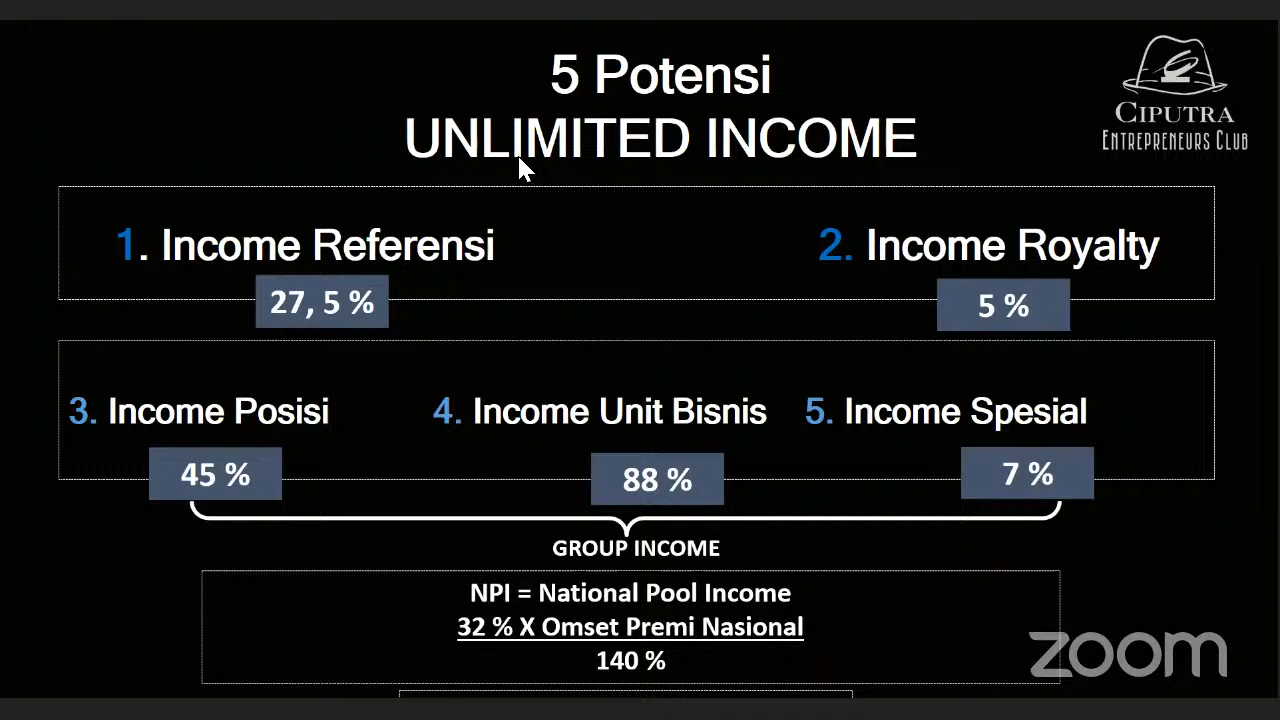 5 Potensi
UNLIMITED INCOME
CIPUTRA
ENTREPRENEURS CLUB
1. Income Referensi
27, 5 %
2. Income Royalty
5 %
3. Income Posisi
45 %
4. Income Unit Bisnis
88 %
5. Income Spesial
7 %
GROUP INCOME
NPI = National Pool Income
32 % X Omset Premi Nasional
140 %
zoom